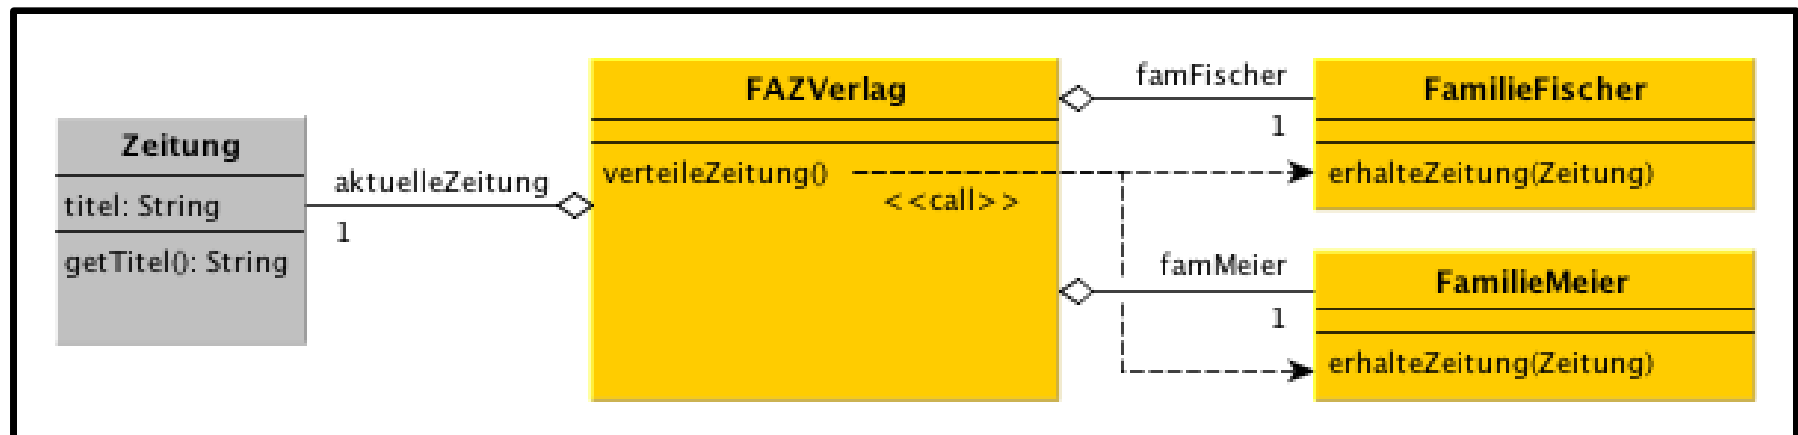 Zeitung
titel: String
getTitel(): String
aktuelleZeitung
1
FAZVerlag
verteileZeitung()
<<call>>
famFischer
1
FamilieFischer
erhalteZeitung(Zeitung)
famMeier
1
FamilieMeier
erhalteZeitung(Zeitung)